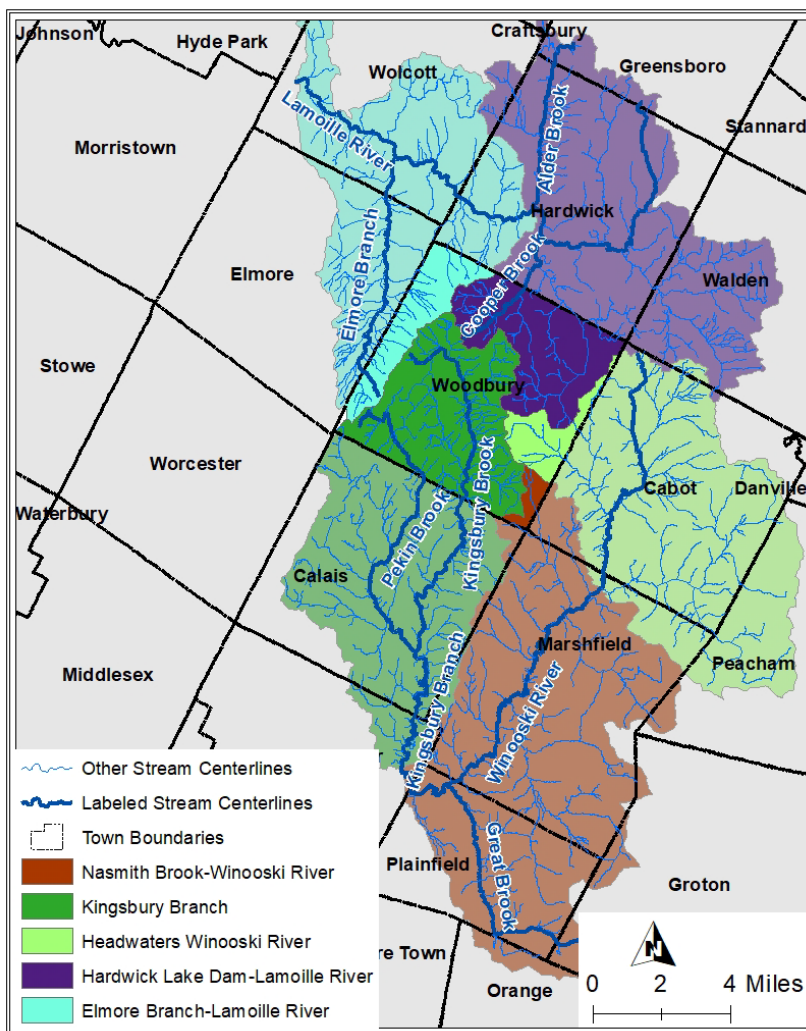 Johnson
Hyde Park
Craftsbury
Wolcott
Greensboro
Stannard
Lamoille River
Alder Brook
Morristown
Hardwick
Elmore
Elmore Branch
Cooper Brook
Walden
Stowe
Woodbury
Worcester
Kingsbury Brook
Cabot
Danville
Waterbury
Pekin Brook
Calais
Marshfield
Peacham
Middlesex
Kingsbury Branch
Winooski River
Great Brook
Plainfield
Groton
re Town
Orange
Other Stream Centerlines
Labeled Stream Centerlines
Town Boundaries
Nasmith Brook-Winooski River
Kingsbury Branch
Headwaters Winooski River
Hardwick Lake Dam-Lamoille River
Elmore Branch-Lamoille River
N
0 2 4 Miles